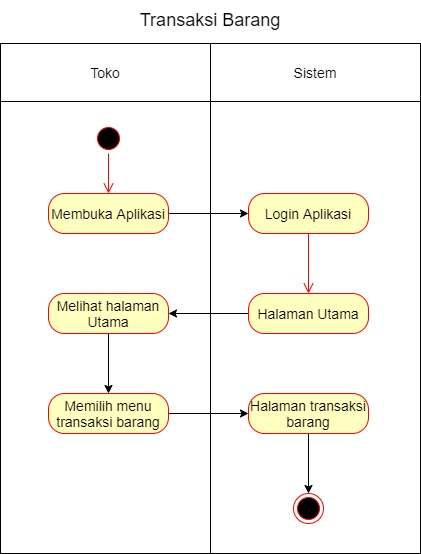 Transaksi Barang
Toko
Sistem
Membuka Aplikasi
Login Aplikasi
Melihat halaman
Utama
Halaman Utama
Memilih menu
transaksi barang
Halaman transaksi
barang